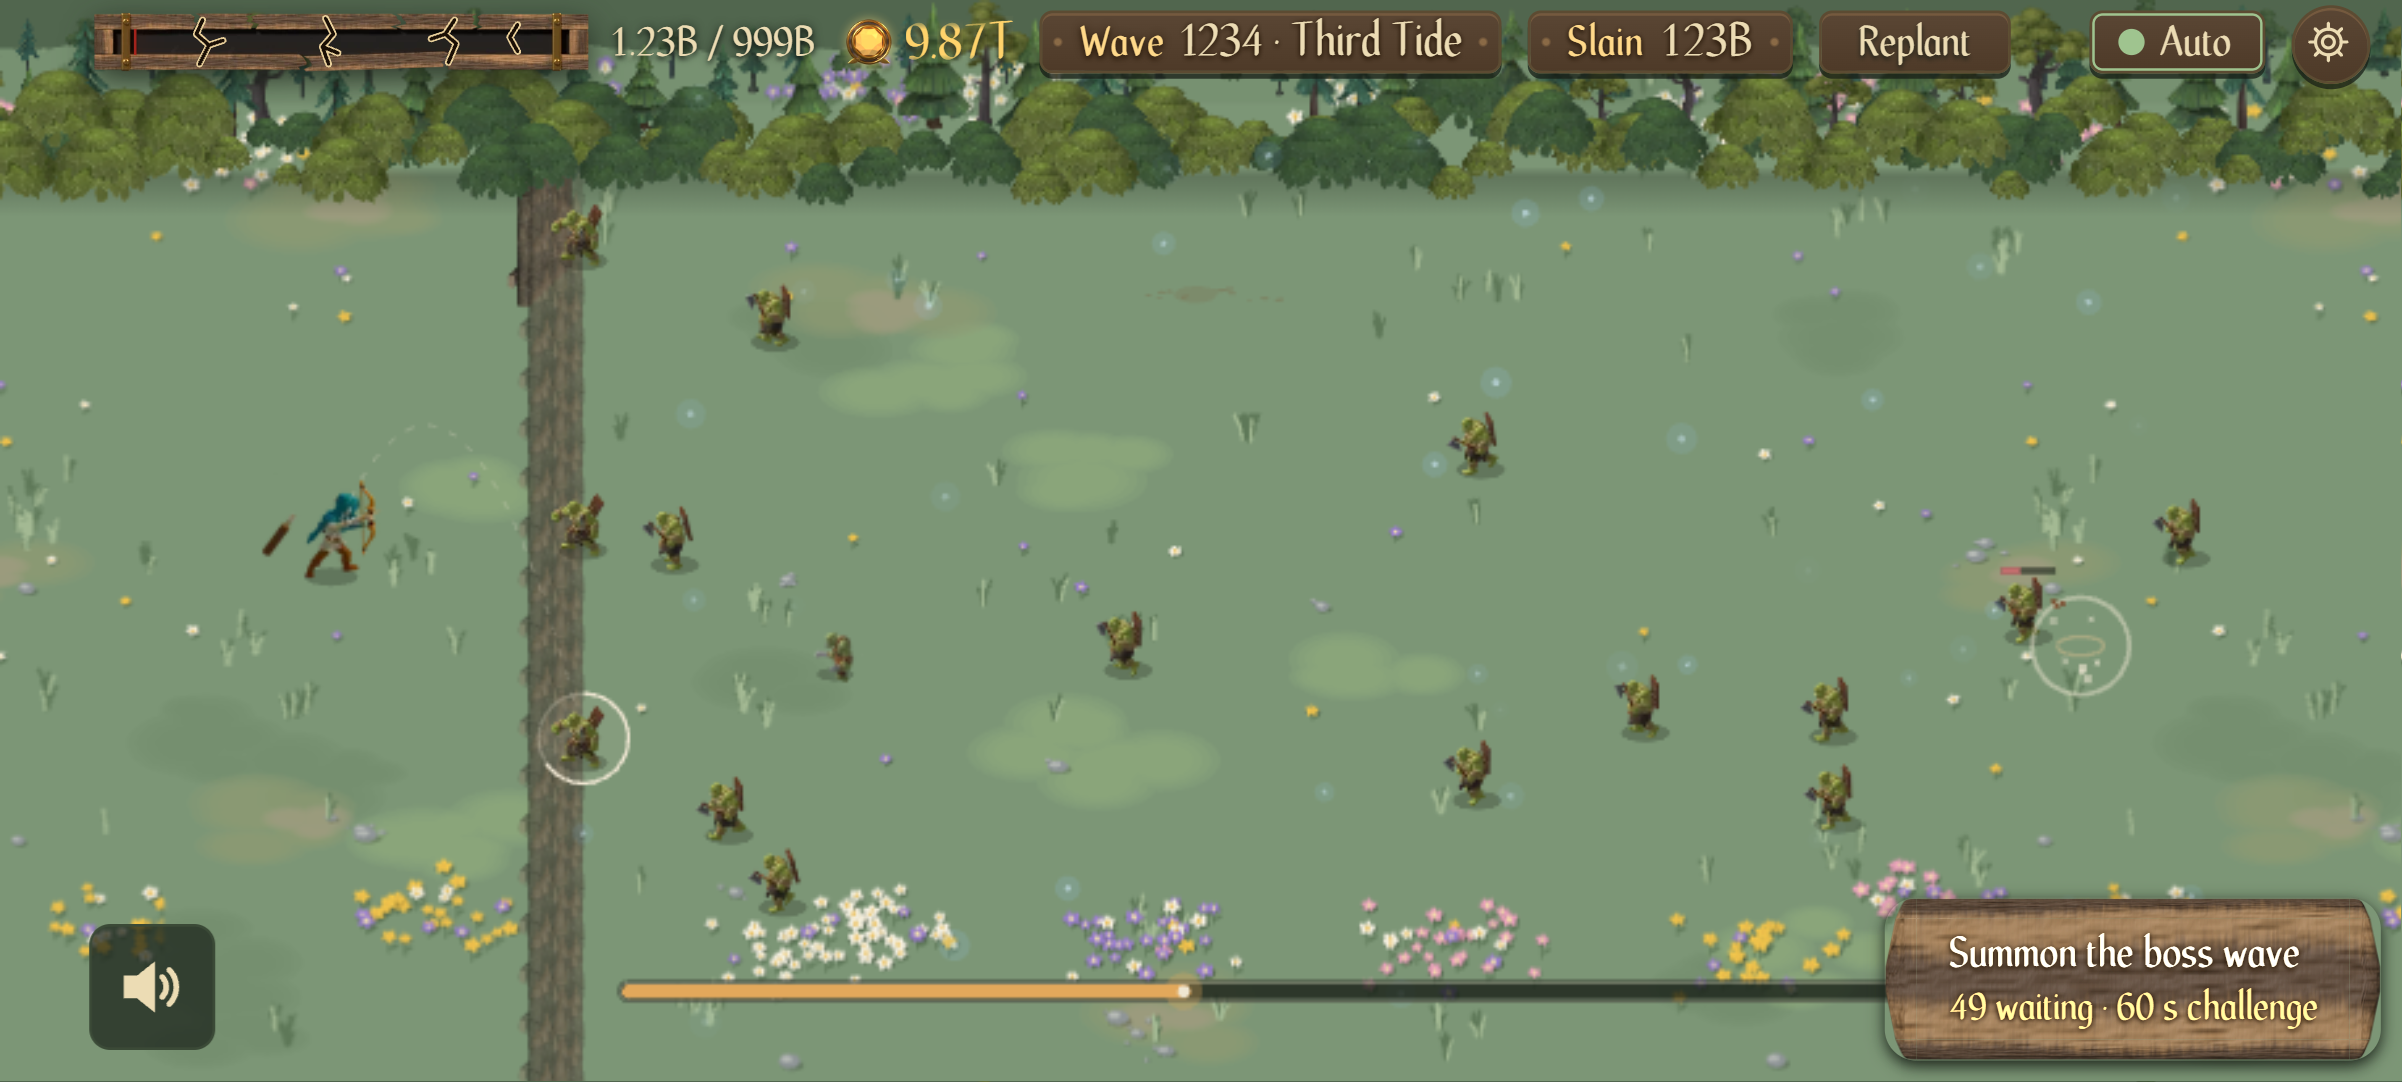 1.23B / 999B
9.87T
Wave 1234 · Third Tide
Slain 123B
Replant
Auto
Summon the boss wave
49 waiting · 60 s challenge